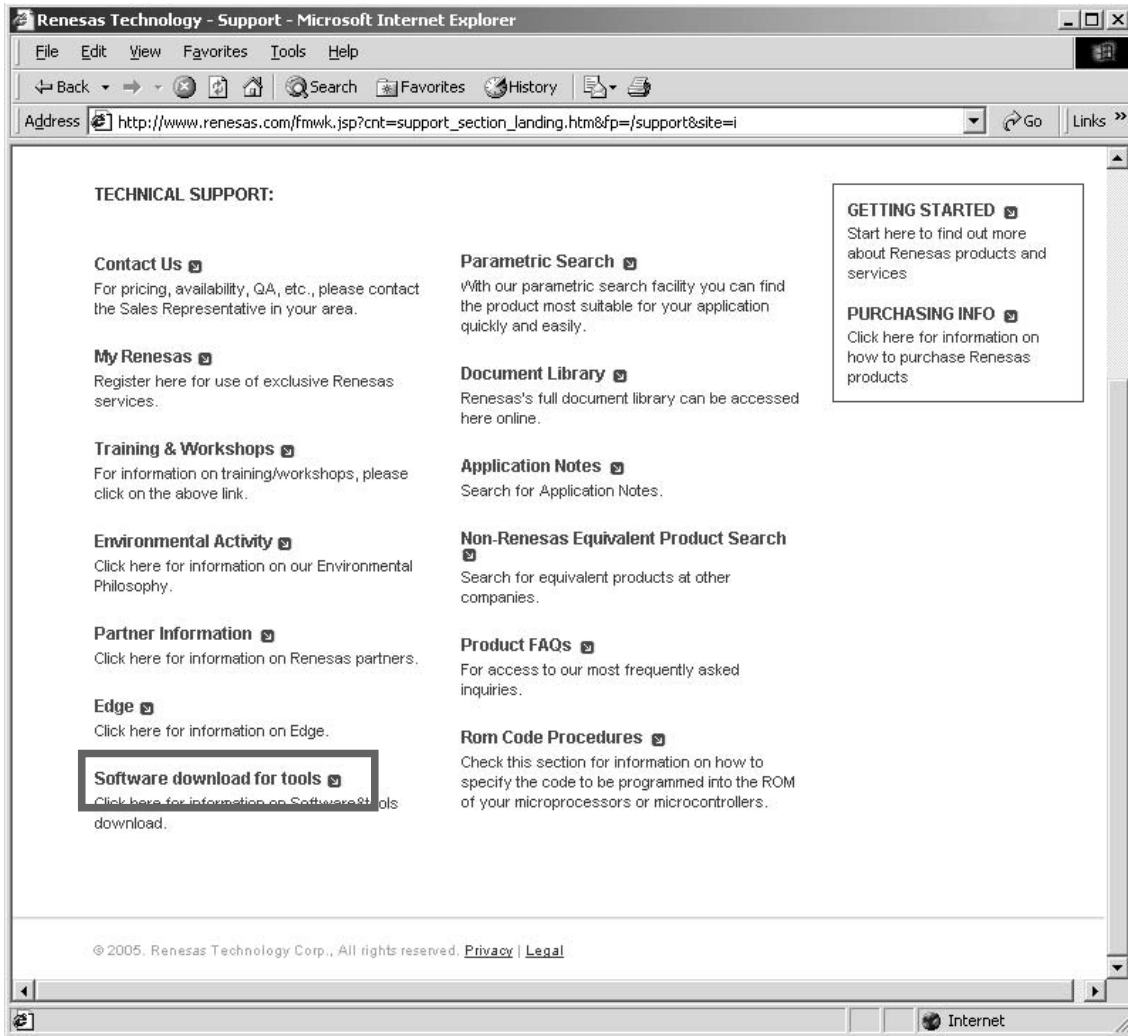 Renesas Technology - Support - Microsoft Internet Explorer
File Edit View Favorites Tools Help
Back Search Favorites History
Address http://www.renesas.com/fmwk.jsp?cnt=support_section_landing.htm&fp=/support&site=i Go Links »
TECHNICAL SUPPORT:
Contact Us
For pricing, availability, QA, etc., please contact
the Sales Representative in your area.
My Renesas
Register here for use of exclusive Renesas
services.
Training & Workshops
For information on training/workshops, please
click on the above link.
Environmental Activity
Click here for information on our Environmental
Philosophy.
Partner Information
Click here for information on Renesas partners.
Edge
Click here for information on Edge.
Software download for tools
Click here for information on Software&tools
download.
Parametric Search
With our parametric search facility you can find
the product most suitable for your application
quickly and easily.
Document Library
Renesas's full document library can be accessed
here online.
Application Notes
Search for Application Notes.
Non-Renesas Equivalent Product Search
Search for equivalent products at other
companies.
Product FAQs
For access to our most frequently asked
inquiries.
Rom Code Procedures
Check this section for information on how to
specify the code to be programmed into the ROM
of your microprocessors or microcontrollers.
GETTING STARTED
Start here to find out more
about Renesas products and
services
PURCHASING INFO
Click here for information on
how to purchase Renesas
products
© 2005. Renesas Technology Corp., All rights reserved. Privacy | Legal
Internet